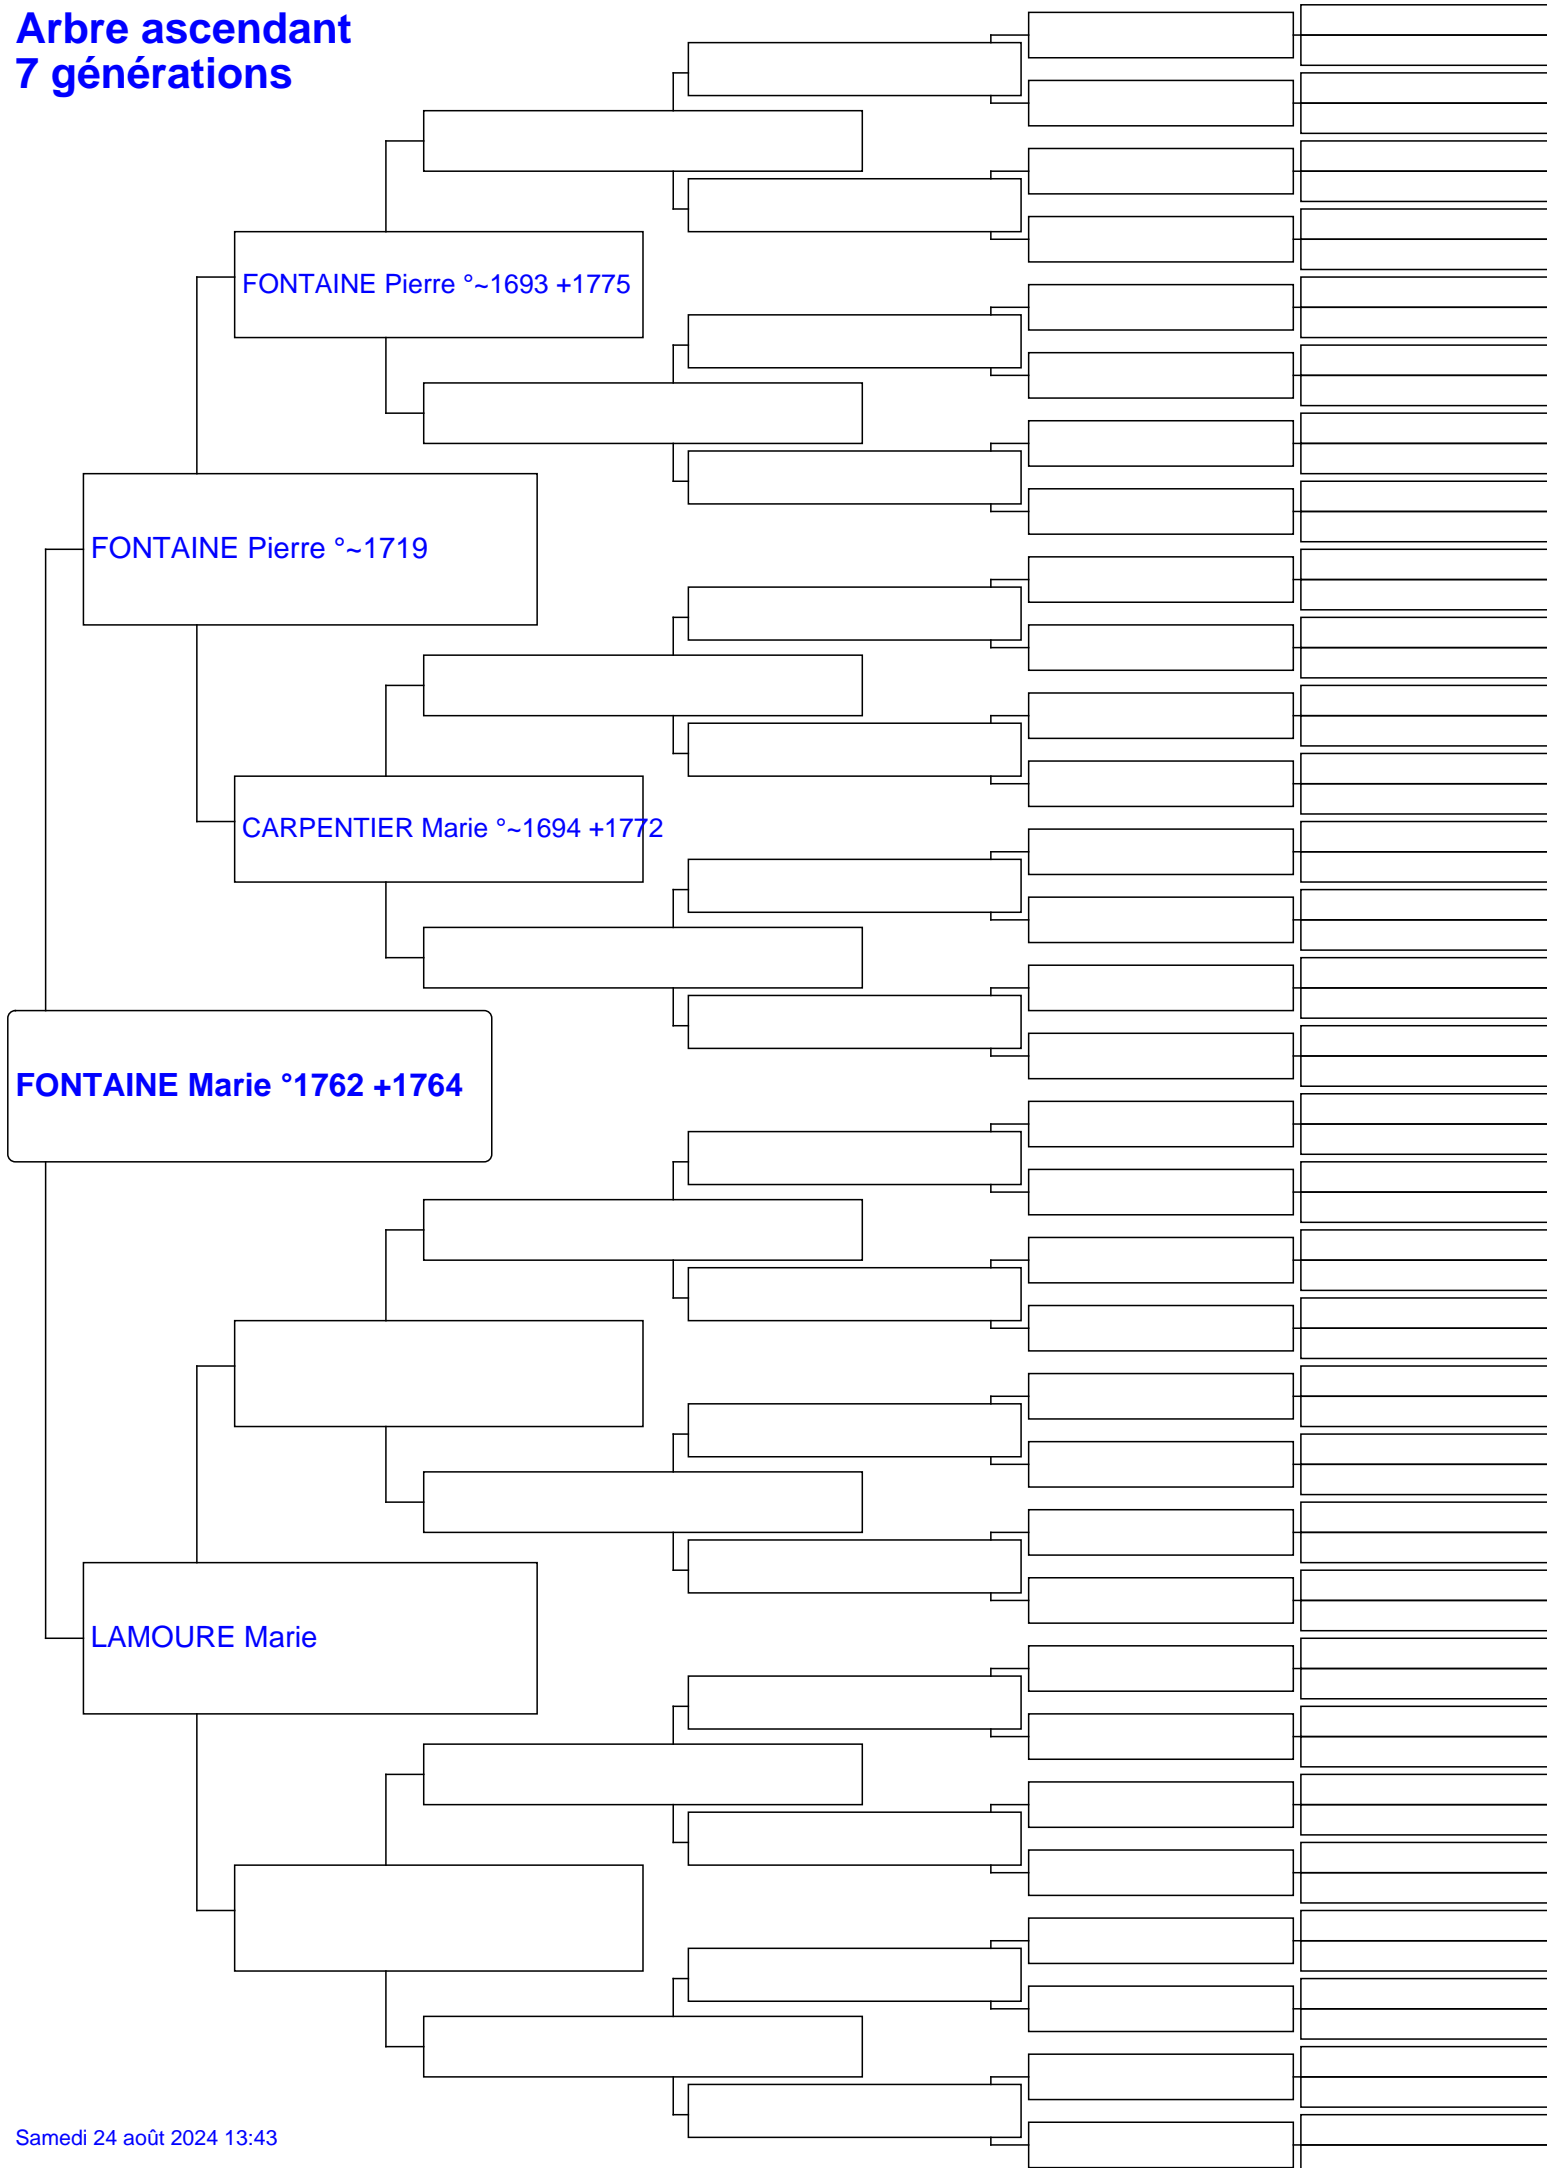 Arbre ascendant
7 générations
FONTAINE Pierre °~1693 +1775
FONTAINE Pierre °~1719
CARPENTIER Marie °~1694 +1772
FONTAINE Marie °1762 +1764
LAMOURE Marie
Samedi 24 août 2024 13:43